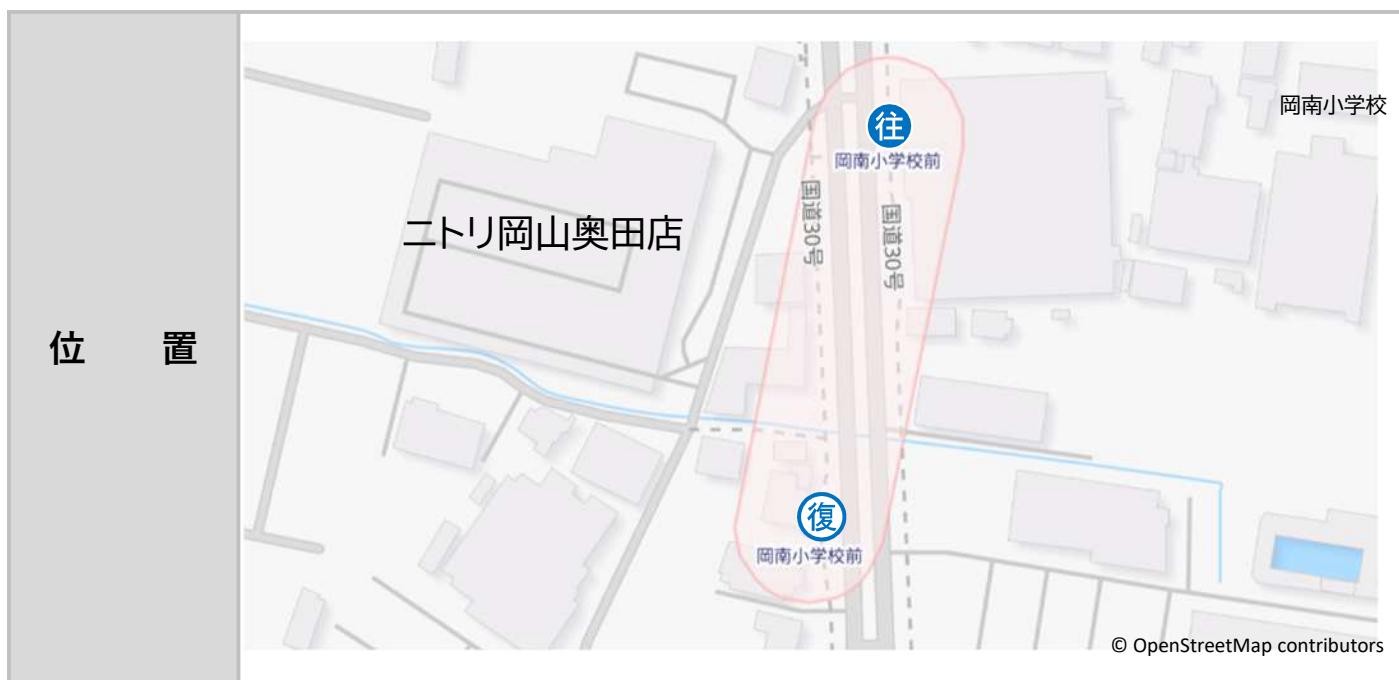 位 置
岡南小学校
往
岡南小学校前
国道30号
国道30号
ニトリ岡山奥田店
復
岡南小学校前
© OpenStreetMap contributors